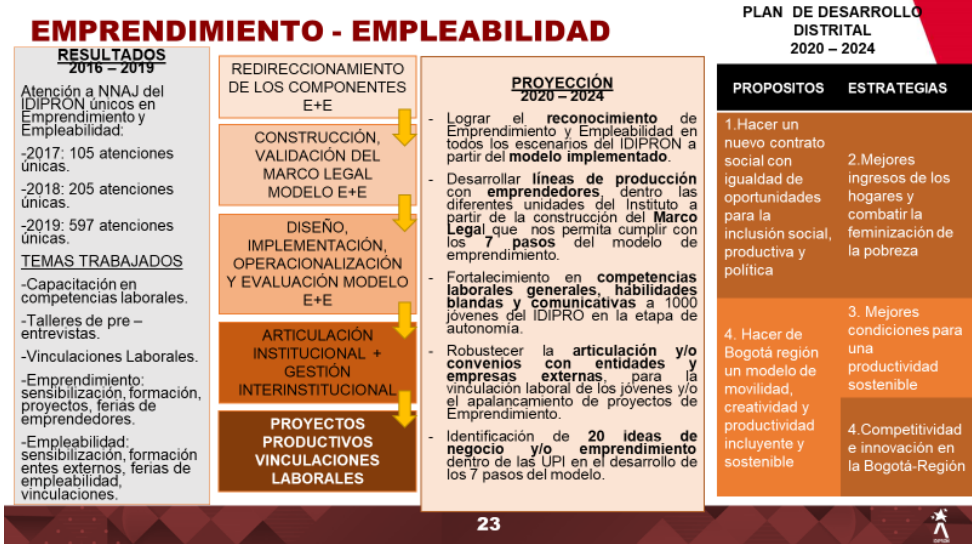 EMPRENDIMIENTO - EMPLEABILIDAD
PLAN DE DESARROLLO
DISTRITAL
2020 – 2024
RESULTADOS
2016 – 2019
Atención a NNAJ del
IDIPRON únicos en
Emprendimiento y
Empleabilidad:
-2017: 105 atenciones
únicas.
-2018: 205 atenciones
únicas.
-2019: 597 atenciones
únicas.
TEMAS TRABAJADOS
-Capacitación en
competencias laborales.
-Talleres de pre –
entrevistas.
-Vinculaciones Laborales.
-Emprendimiento:
sensibilización, formación,
proyectos, ferias de
emprendedores.
-Empleabilidad:
sensibilización, formación
entes externos, ferias de
empleabilidad,
vinculaciones.
REDIRECCIONAMIENTO
DE LOS COMPONENTES
E+E
CONSTRUCCIÓN,
VALIDACIÓN DEL
MARCO LEGAL
MODELO E+E
DISEÑO,
IMPLEMENTACIÓN,
OPERACIONALIZACIÓN
Y EVALUACIÓN MODELO
E+E
ARTICULACIÓN
INSTITUCIONAL +
GESTIÓN
INTERINSTITUCIONAL
PROYECTOS
PRODUCTIVOS
VINCULACIONES
LABORALES
PROYECCIÓN
2020 – 2024
- Lograr el reconocimiento de
Emprendimiento y Empleabilidad en
todos los escenarios del IDIPRON a
partir del modelo implementado.
- Desarrollar líneas de producción
con emprendedores, dentro las
diferentes unidades del Instituto a
partir de la construcción del Marco
Legal que nos permita cumplir con
los 7 pasos del modelo de
emprendimiento.
- Fortalecimiento en competencias
laborales generales, habilidades
blandas y comunicativas a 1000
jóvenes del IDIPRO en la etapa de
autonomía.
- Robustecer la articulación y/o
convenios con entidades y
empresas externas, para la
vinculación laboral de los jóvenes y/o
el apalancamiento de proyectos de
Emprendimiento.
- Identificación de 20 ideas de
negocio y/o emprendimiento
dentro de las UPI en el desarrollo de
los 7 pasos del modelo.
PROPOSITOS ESTRATEGIAS
1.Hacer un
nuevo contrato
social con
igualdad de
oportunidades
para la
inclusión social,
productiva y
política
2.Mejores
ingresos de los
hogares y
combatir la
feminización de
la pobreza
4. Hacer de
Bogotá región
un modelo de
movilidad,
creatividad y
productividad
incluyente y
sostenible
3. Mejores
condiciones para
una
productividad
sostenible
4.Competitividad
e innovación en
la Bogotá-Región
23